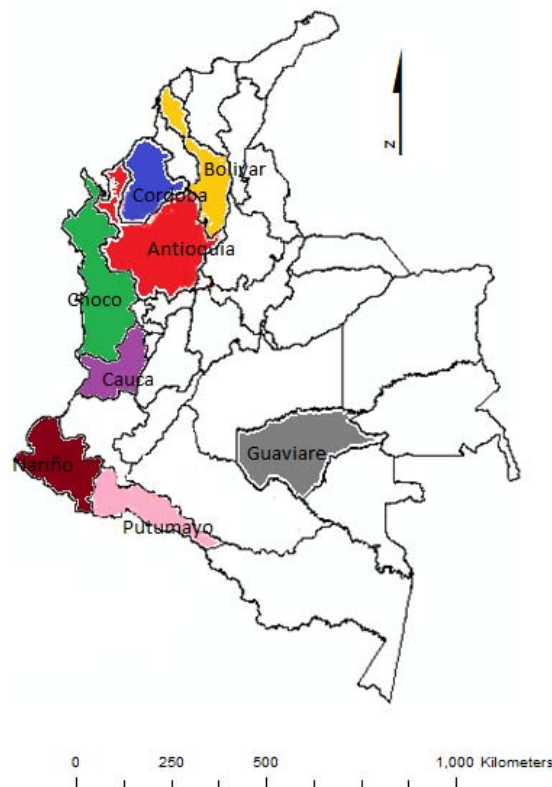 N
Bolivar
Cordoba
Antioquia
Choco
Cauca
Nariño
Guaviare
Putumayo
0 250 500 1,000 Kilometers